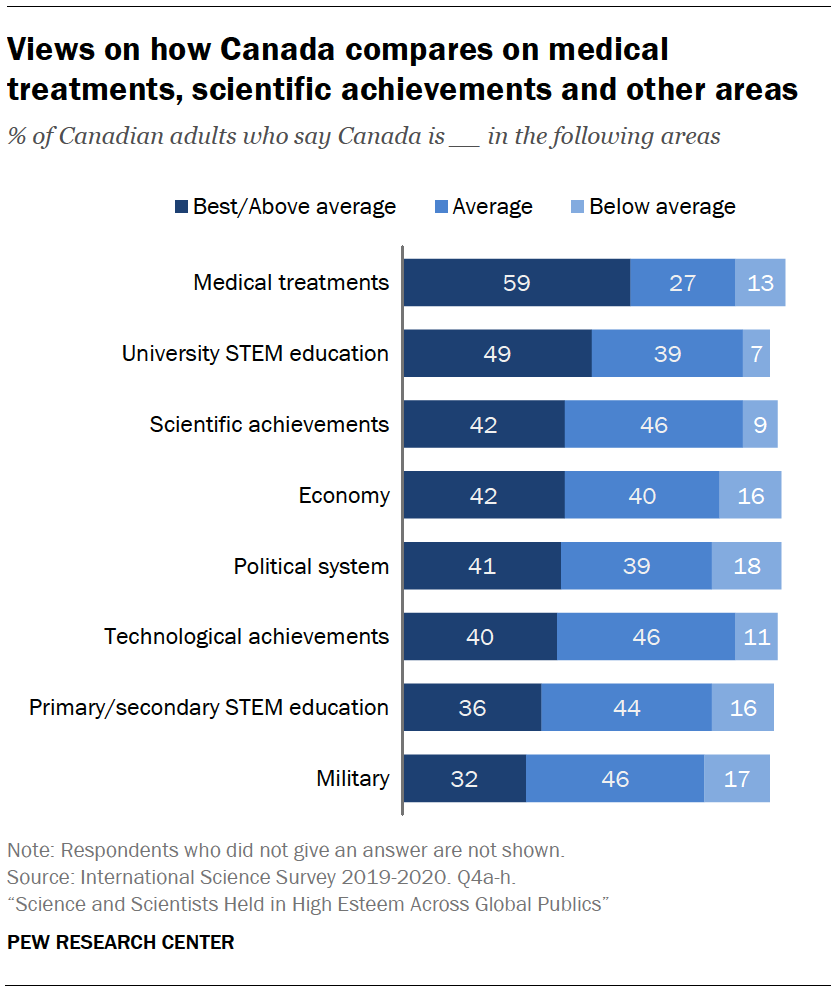 Views on how Canada compares on medical
treatments, scientific achievements and other areas
% of Canadian adults who say Canada is __ in the following areas
Best/Above average Average Below average
Medical treatments 59 27 13
University STEM education 49 39 7
Scientific achievements 42 46 9
Economy 42 40 16
Political system 41 39 18
Technological achievements 40 46 11
Primary/secondary STEM education 36 44 16
Military 32 46 17
Note: Respondents who did not give an answer are not shown.
Source: International Science Survey 2019-2020. Q4a-h.
“Science and Scientists Held in High Esteem Across Global Publics”
PEW RESEARCH CENTER